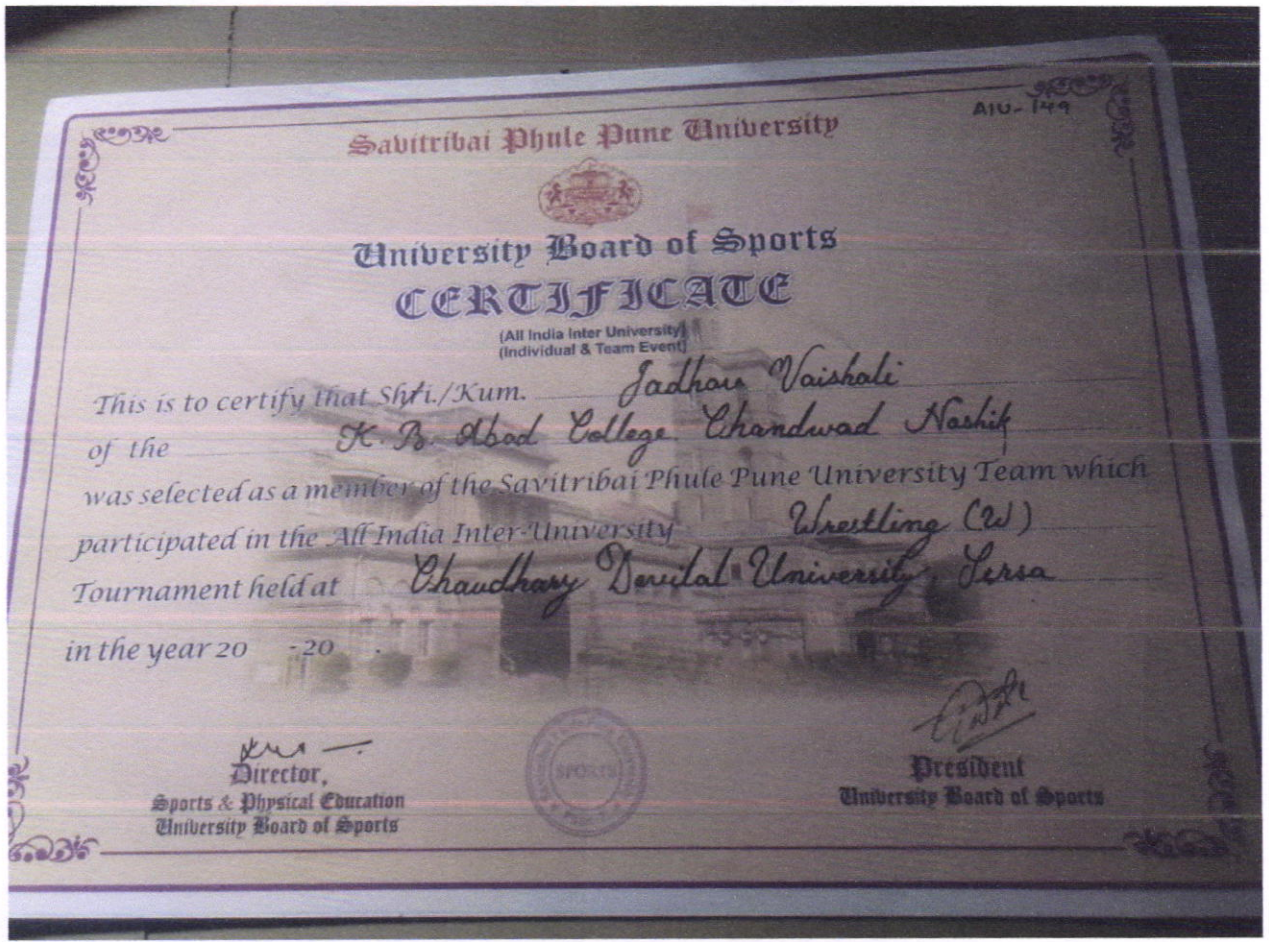 AIU-149
Savitribai Phule Pune University
University Board of Sports
CERTIFICATE
(All India Inter University)
(Individual & Team Event)
This is to certify that Shri./Kum. Jadhav Vaishali
of the K. B. Abad College Chandwad Nashik
was selected as a member of the Savitribai Phule Pune University Team which
participated in the All India Inter-University Wrestling (W)
Tournament held at Chaudhary Devilal University, Sirsa
in the year 20 - 20 .
SPORTS
Director,
Sports & Physical Education
University Board of Sports
President
University Board of Sports